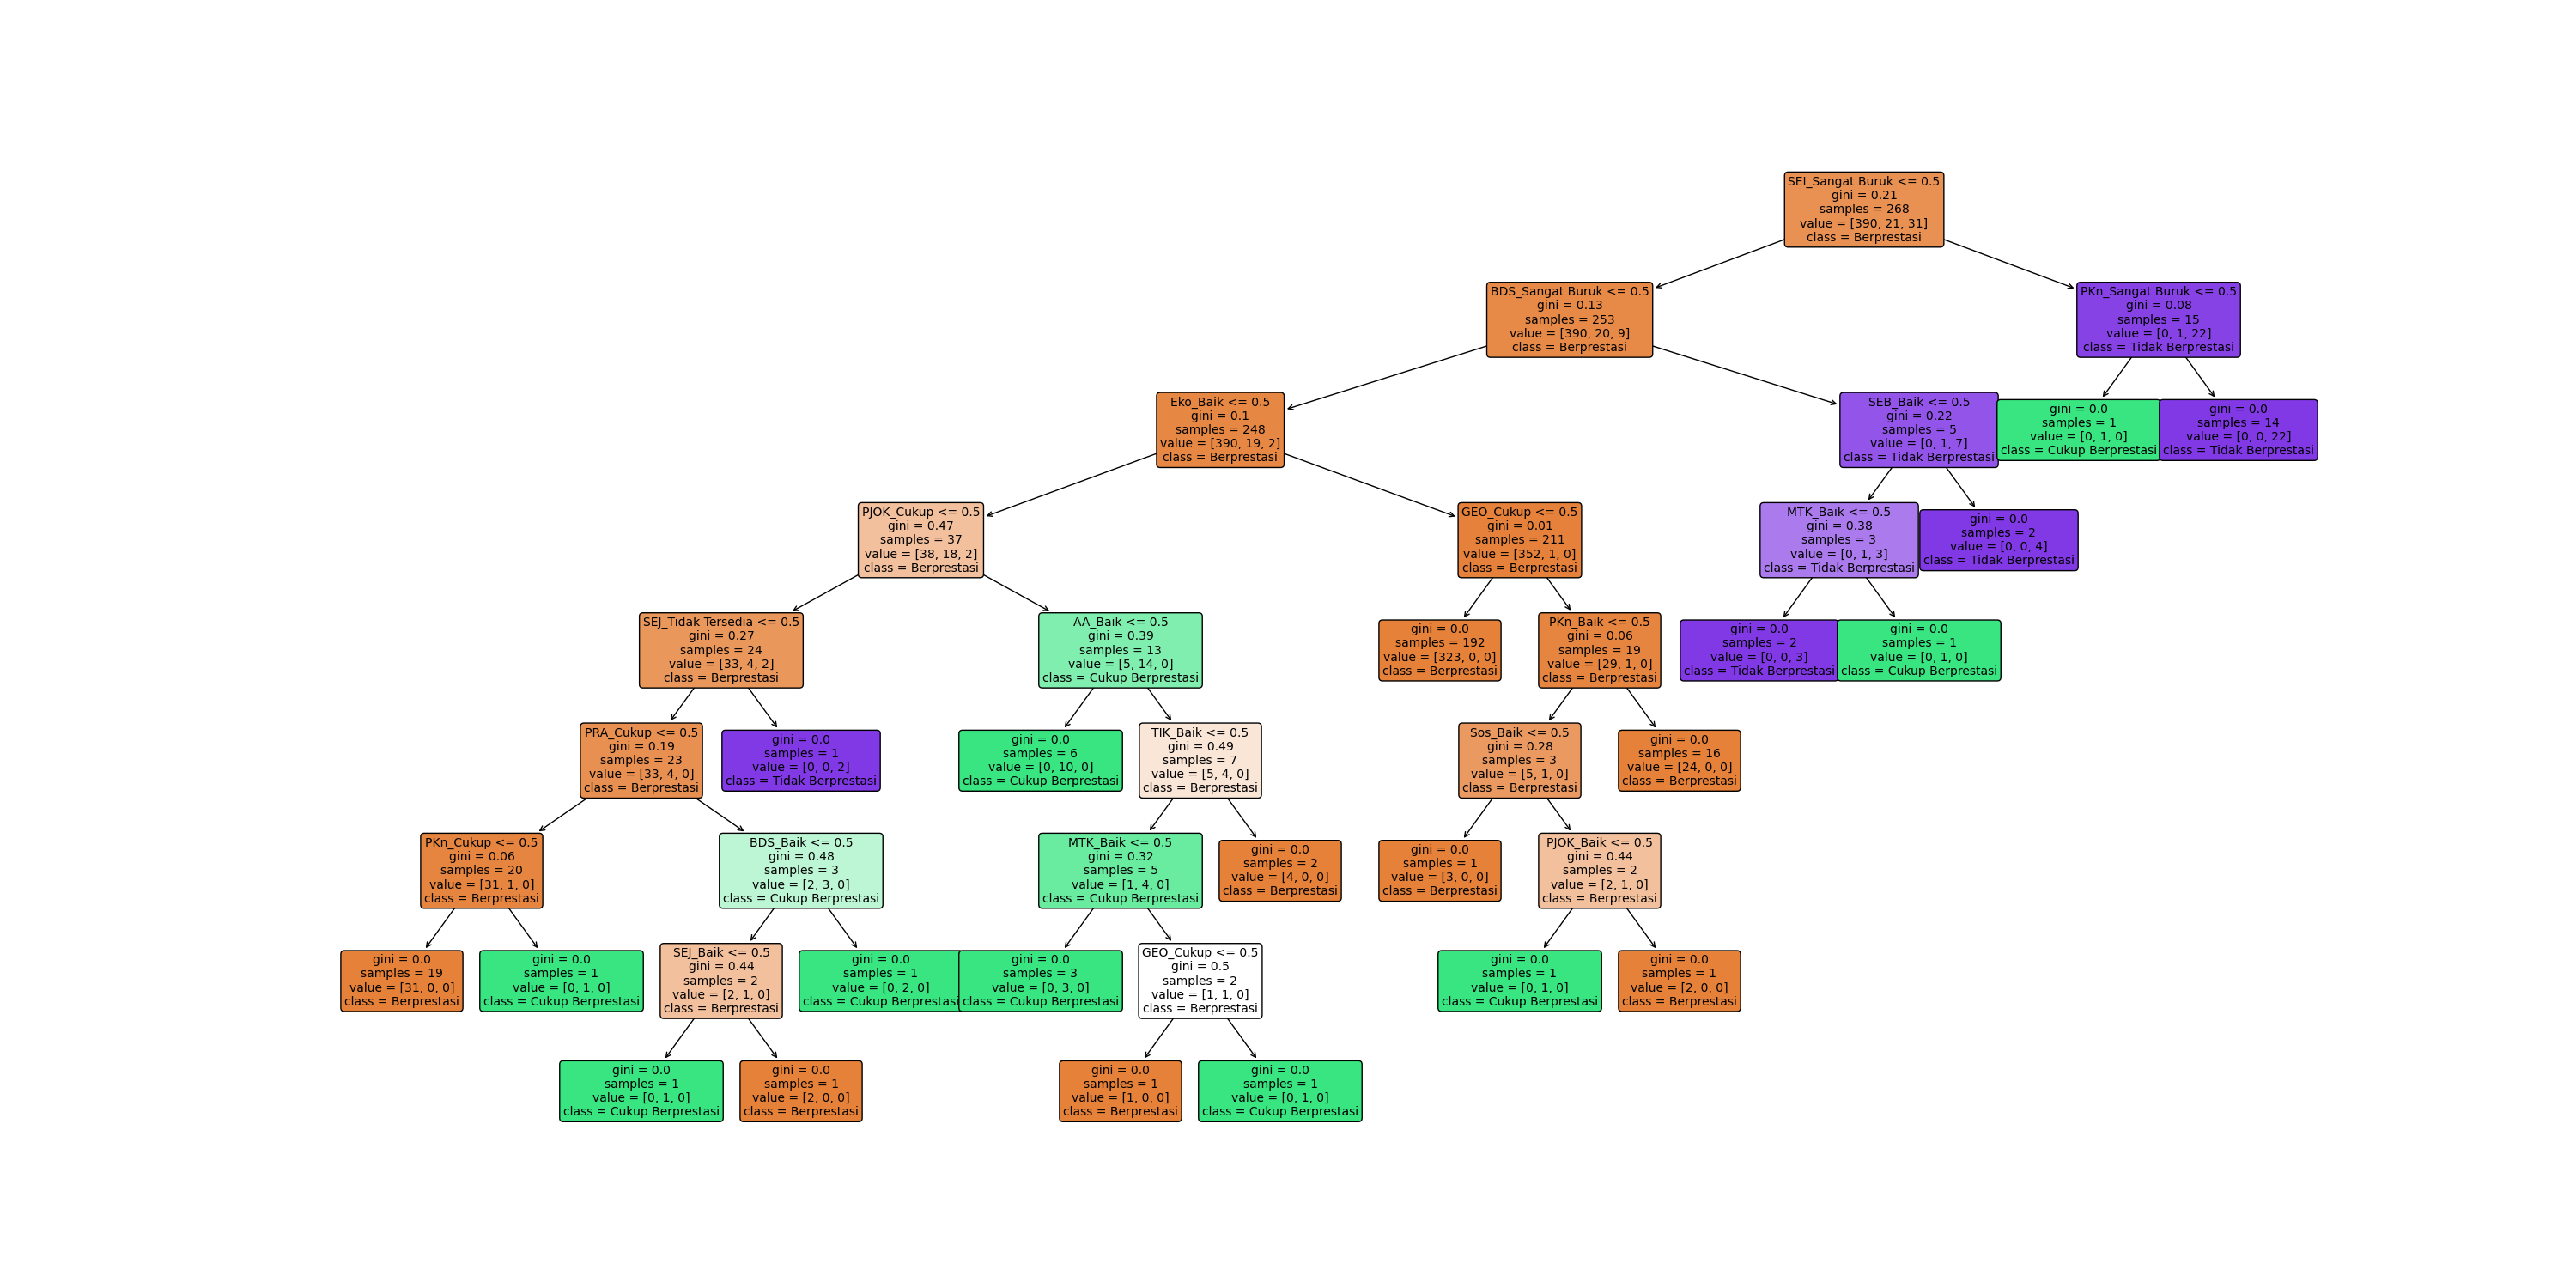 SEI_Sangat Buruk <= 0.5
gini = 0.21
samples = 268
value = [390, 21, 31]
class = Berprestasi
BDS_Sangat Buruk <= 0.5
gini = 0.13
samples = 253
value = [390, 20, 9]
class = Berprestasi
PKn_Sangat Buruk <= 0.5
gini = 0.08
samples = 15
value = [0, 1, 22]
class = Tidak Berprestasi
Eko_Baik <= 0.5
gini = 0.1
samples = 248
value = [390, 19, 2]
class = Berprestasi
SEB_Baik <= 0.5
gini = 0.22
samples = 5
value = [0, 1, 7]
class = Tidak Berprestasi
gini = 0.0
samples = 1
value = [0, 1, 0]
class = Cukup Berprestasi
gini = 0.0
samples = 14
value = [0, 0, 22]
class = Tidak Berprestasi
PJOK_Cukup <= 0.5
gini = 0.47
samples = 37
value = [38, 18, 2]
class = Berprestasi
GEO_Cukup <= 0.5
gini = 0.01
samples = 211
value = [352, 1, 0]
class = Berprestasi
MTK_Baik <= 0.5
gini = 0.38
samples = 3
value = [0, 1, 3]
class = Tidak Berprestasi
gini = 0.0
samples = 2
value = [0, 0, 4]
class = Tidak Berprestasi
SEJ_Tidak Tersedia <= 0.5
gini = 0.27
samples = 24
value = [33, 4, 2]
class = Berprestasi
AA_Baik <= 0.5
gini = 0.39
samples = 13
value = [5, 14, 0]
class = Cukup Berprestasi
gini = 0.0
samples = 192
value = [323, 0, 0]
class = Berprestasi
PKn_Baik <= 0.5
gini = 0.06
samples = 19
value = [29, 1, 0]
class = Berprestasi
gini = 0.0
samples = 2
value = [0, 0, 3]
class = Tidak Berprestasi
gini = 0.0
samples = 1
value = [0, 1, 0]
class = Cukup Berprestasi
PRA_Cukup <= 0.5
gini = 0.19
samples = 23
value = [33, 4, 0]
class = Berprestasi
gini = 0.0
samples = 1
value = [0, 0, 2]
class = Tidak Berprestasi
gini = 0.0
samples = 6
value = [0, 10, 0]
class = Cukup Berprestasi
TIK_Baik <= 0.5
gini = 0.49
samples = 7
value = [5, 4, 0]
class = Berprestasi
Sos_Baik <= 0.5
gini = 0.28
samples = 3
value = [5, 1, 0]
class = Berprestasi
gini = 0.0
samples = 16
value = [24, 0, 0]
class = Berprestasi
PKn_Cukup <= 0.5
gini = 0.06
samples = 20
value = [31, 1, 0]
class = Berprestasi
BDS_Baik <= 0.5
gini = 0.48
samples = 3
value = [2, 3, 0]
class = Cukup Berprestasi
MTK_Baik <= 0.5
gini = 0.32
samples = 5
value = [1, 4, 0]
class = Cukup Berprestasi
gini = 0.0
samples = 2
value = [4, 0, 0]
class = Berprestasi
gini = 0.0
samples = 1
value = [3, 0, 0]
class = Berprestasi
PJOK_Baik <= 0.5
gini = 0.44
samples = 2
value = [2, 1, 0]
class = Berprestasi
gini = 0.0
samples = 19
value = [31, 0, 0]
class = Berprestasi
gini = 0.0
samples = 1
value = [0, 1, 0]
class = Cukup Berprestasi
SEJ_Baik <= 0.5
gini = 0.44
samples = 2
value = [2, 1, 0]
class = Berprestasi
gini = 0.0
samples = 1
value = [0, 2, 0]
class = Cukup Berprestasi
gini = 0.0
samples = 3
value = [0, 3, 0]
class = Cukup Berprestasi
GEO_Cukup <= 0.5
gini = 0.5
samples = 2
value = [1, 1, 0]
class = Berprestasi
gini = 0.0
samples = 1
value = [0, 1, 0]
class = Cukup Berprestasi
gini = 0.0
samples = 1
value = [2, 0, 0]
class = Berprestasi
gini = 0.0
samples = 1
value = [0, 1, 0]
class = Cukup Berprestasi
gini = 0.0
samples = 1
value = [2, 0, 0]
class = Berprestasi
gini = 0.0
samples = 1
value = [1, 0, 0]
class = Berprestasi
gini = 0.0
samples = 1
value = [0, 1, 0]
class = Cukup Berprestasi